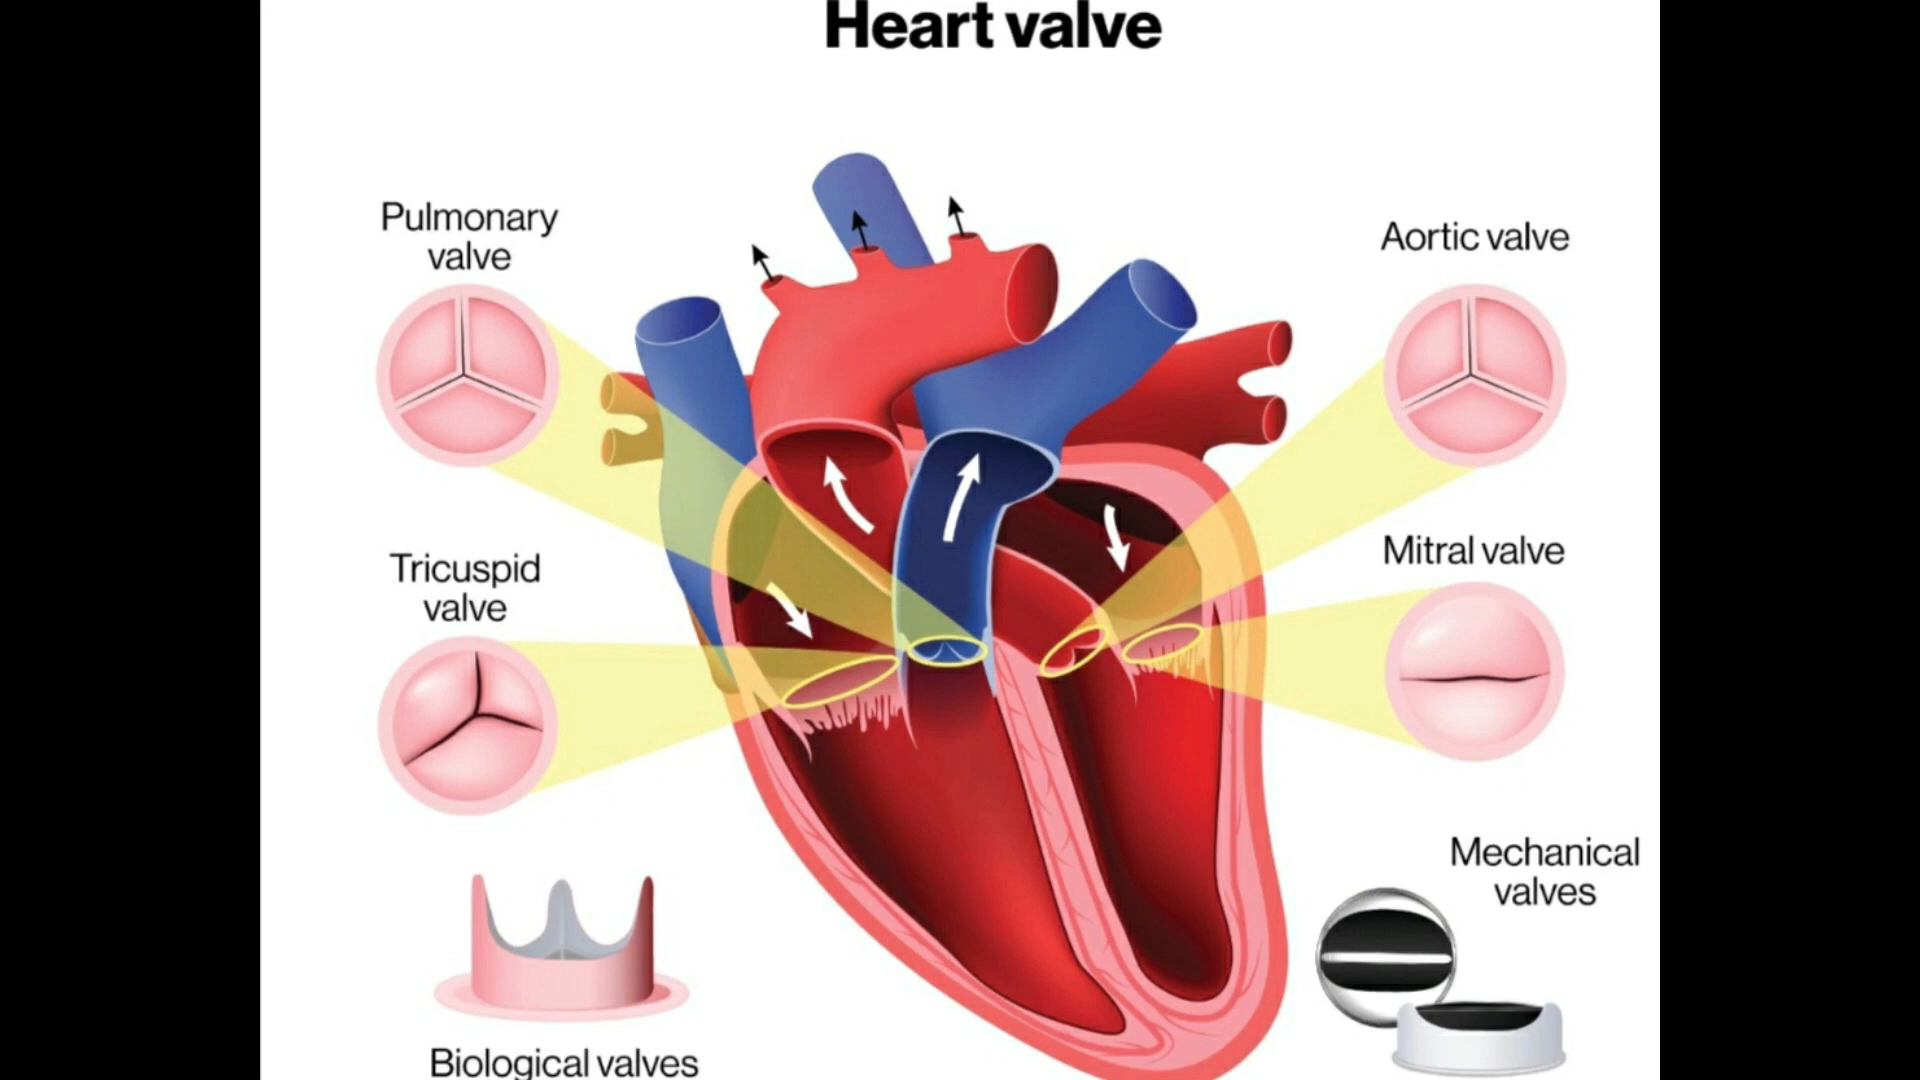 Heart valve
Pulmonary
valve
Aortic valve
Tricuspid
valve
Mitral valve
Mechanical
valves
Biological valves